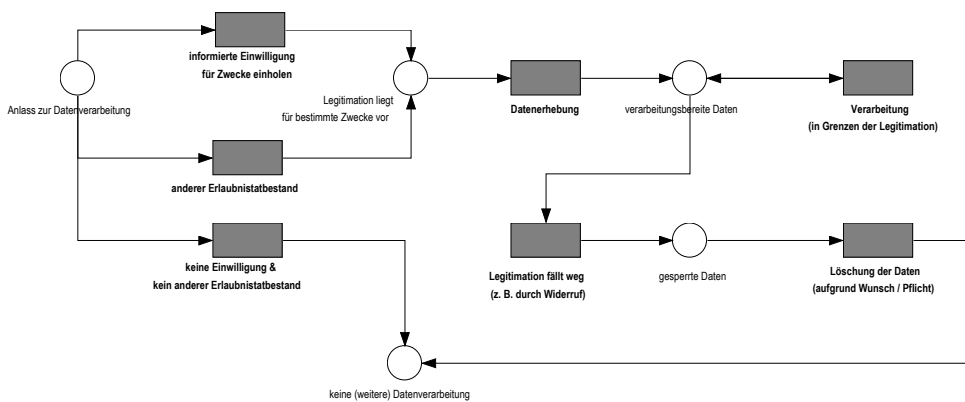 informierte Einwilligung
für Zwecke einholen
Anlass zur Datenverarbeitung
Legitimation liegt
für bestimmte Zwecke vor
Datenerhebung
verarbeitungsbereite Daten
Verarbeitung
(in Grenzen der Legitimation)
anderer Erlaubnistatbestand
keine Einwilligung &
kein anderer Erlaubnistatbestand
Legitimation fällt weg
(z. B. durch Widerruf)
gesperrte Daten
Löschung der Daten
(aufgrund Wunsch / Pflicht)
keine (weitere) Datenverarbeitung